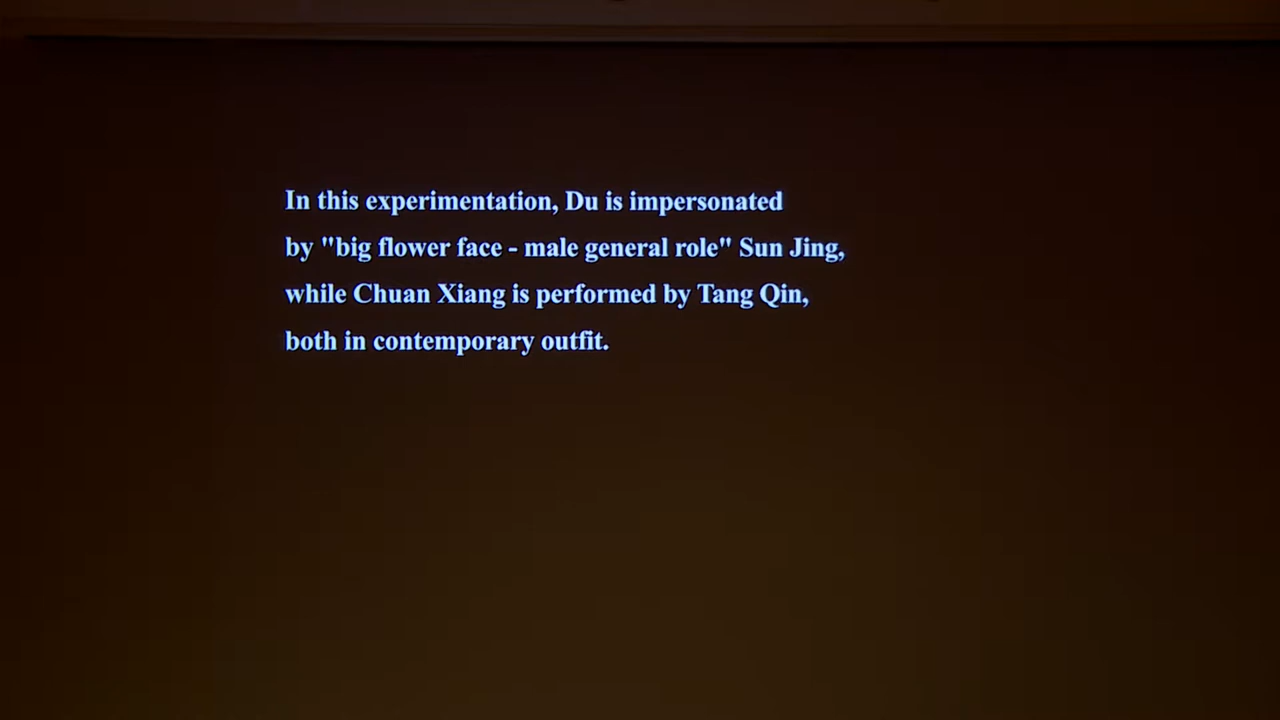 In this experimentation, Du is impersonated
by "big flower face - male general role" Sun Jing,
while Chuan Xiang is performed by Tang Qin,
both in contemporary outfit.